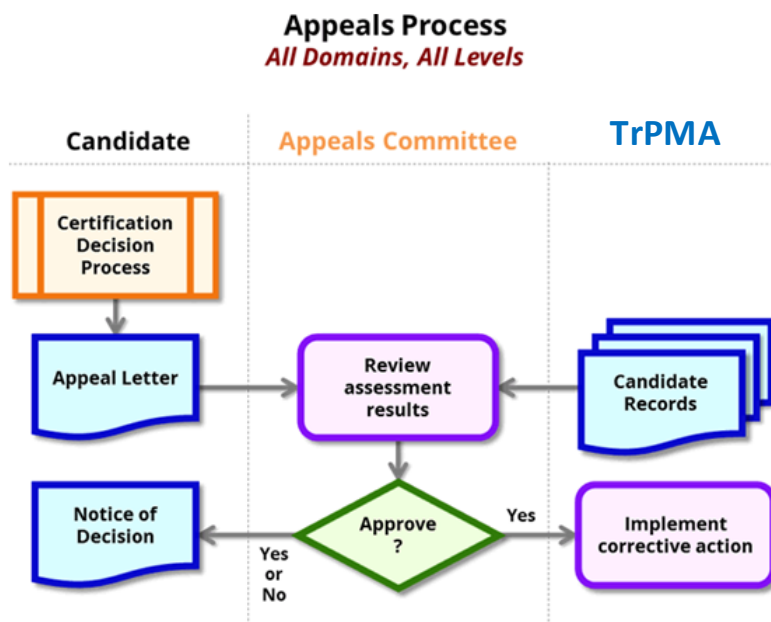 Appeals Process
All Domains, All Levels
Candidate
Appeals Committee
TrPMA
Certification
Decision
Process
Appeal Letter
Review
assessment
results
Candidate
Records
Notice of
Decision
Approve
?
Yes
Implement
corrective action
Yes
or
No